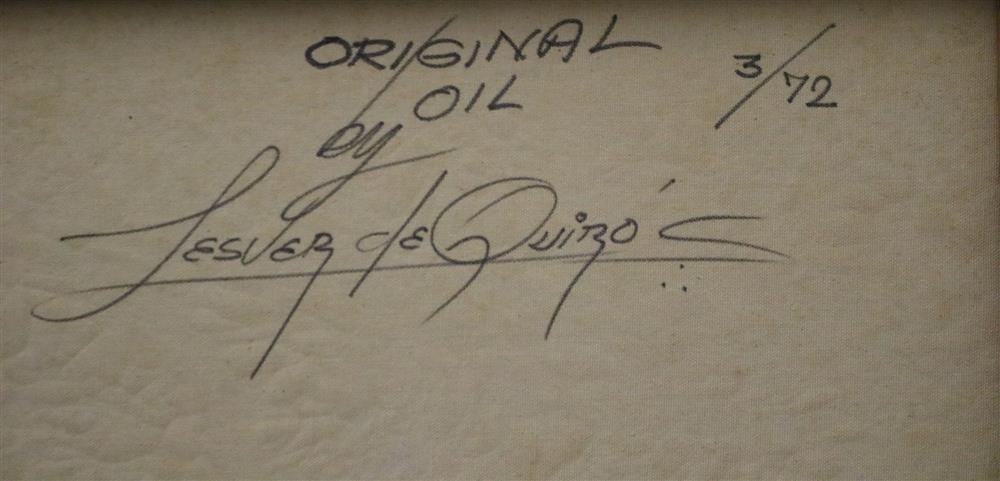 ORIGINAL 3/72
OIL
by
Lesver de Quirós